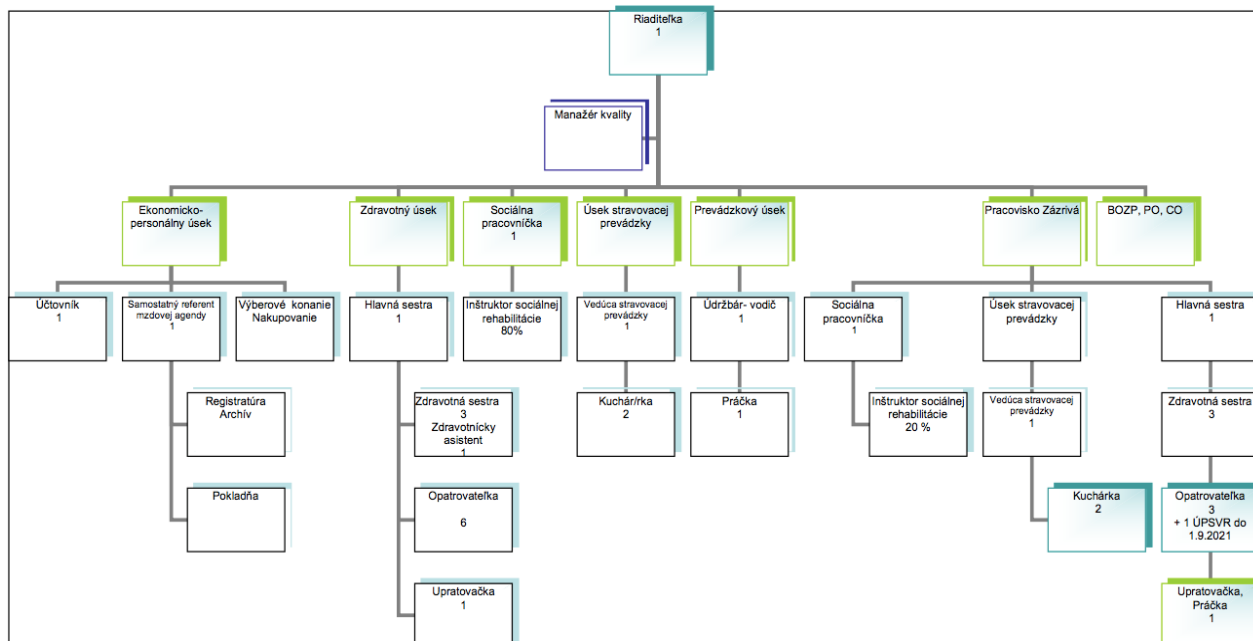 Riaditeľka
1
Manažér kvality
Ekonomicko-
personálny úsek
Zdravotný úsek
Sociálna
pracovníčka
1
Úsek stravovacej
prevádzky
Prevádzkový úsek
Pracovisko Zázrivá
BOZP, PO, CO
Účtovník
1
Samostatný referent
mzdovej agendy
1
Výberové konanie
Nakupovanie
Hlavná sestra
1
Inštruktor sociálnej
rehabilitácie
80%
Vedúca stravovacej
prevádzky
1
Údržbár- vodič
1
Sociálna
pracovníčka
1
Úsek stravovacej
prevádzky
Hlavná sestra
1
Registratúra
Archív
Zdravotná sestra
3
Zdravotnícky
asistent
1
Kuchár/rka
2
Práčka
1
Inštruktor sociálnej
rehabilitácie
20 %
Vedúca stravovacej
prevádzky
1
Zdravotná sestra
3
Pokladňa
Opatrovateľka
6
Kuchárka
2
Opatrovateľka
3
+ 1 ÚPSVR do
1.9.2021
Upratovačka
1
Upratovačka,
Práčka
1